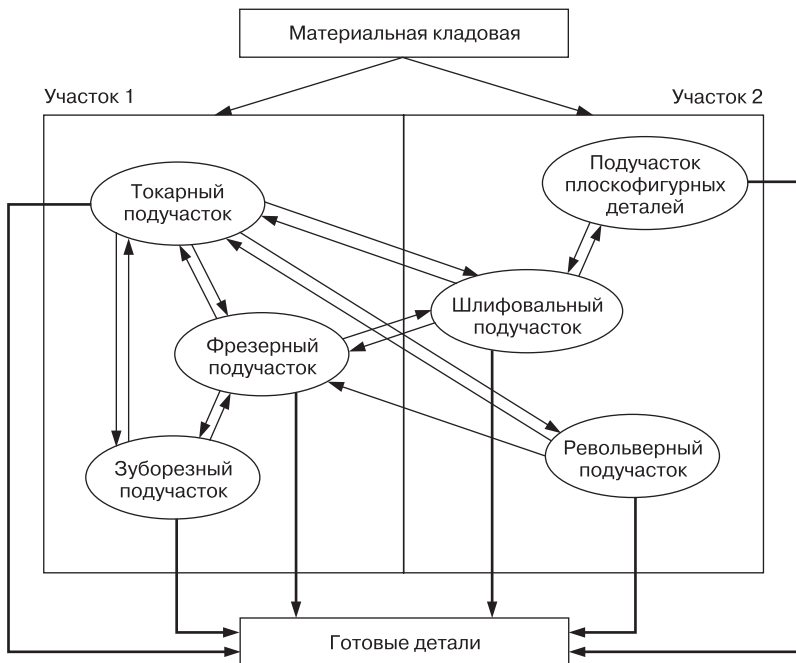 Материальная кладовая
Участок 1
Участок 2
Токарный
подучасток
Подучасток
плоскофигурных
деталей
Шлифовальный
подучасток
Фрезерный
подучасток
Зуборезный
подучасток
Револьверный
подучасток
Готовые детали